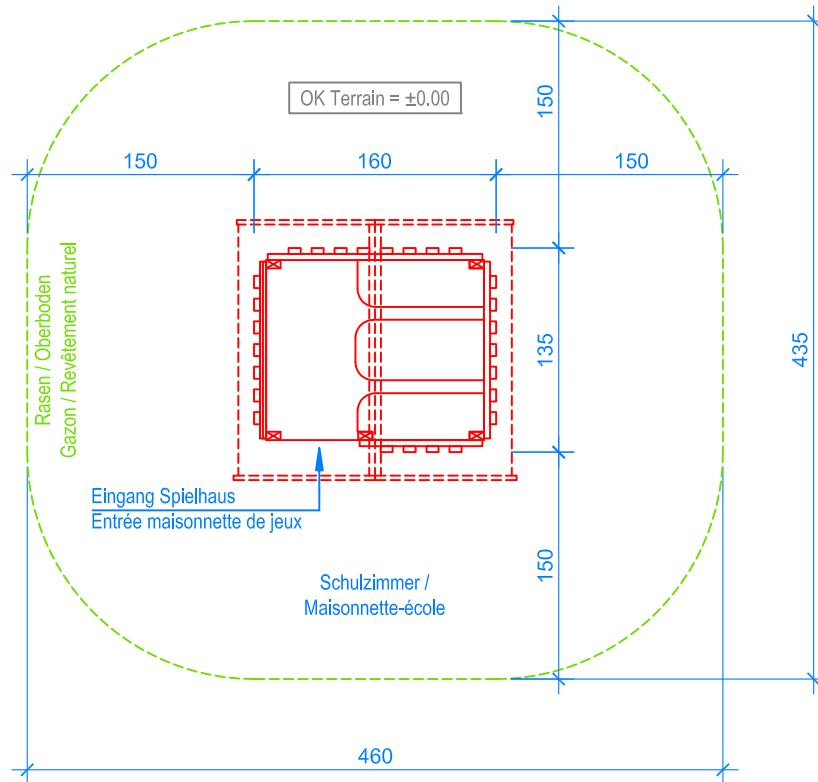 OK Terrain = ±0.00
150
150
160
150
Rasen / Oberboden
Gazon / Revêtement naturel
135
435
Eingang Spielhaus
Entrée maisonnette de jeux
150
Schulzimmer /
Maisonnette-école
460